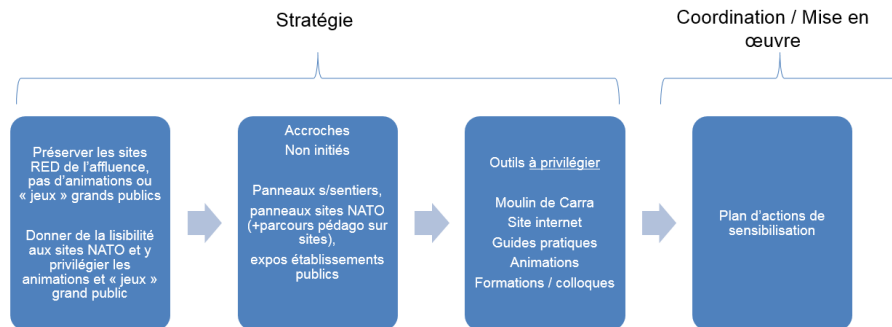 Stratégie
Coordination / Mise en
œuvre
Préserver les sites
RED de l'affluence,
pas d'animations ou
« jeux » grands publics
Donner de la lisibilité
aux sites NATO et y
privilégier les
animations et « jeux »
grand public
Accroches
Non initiés
Panneaux s/sentiers,
panneaux sites NATO
(+parcours pédago sur
sites),
expos établissements
publics
Outils à privilégier
Moulin de Carra
Site internet
Guides pratiques
Animations
Formations / colloques
Plan d'actions de
sensibilisation